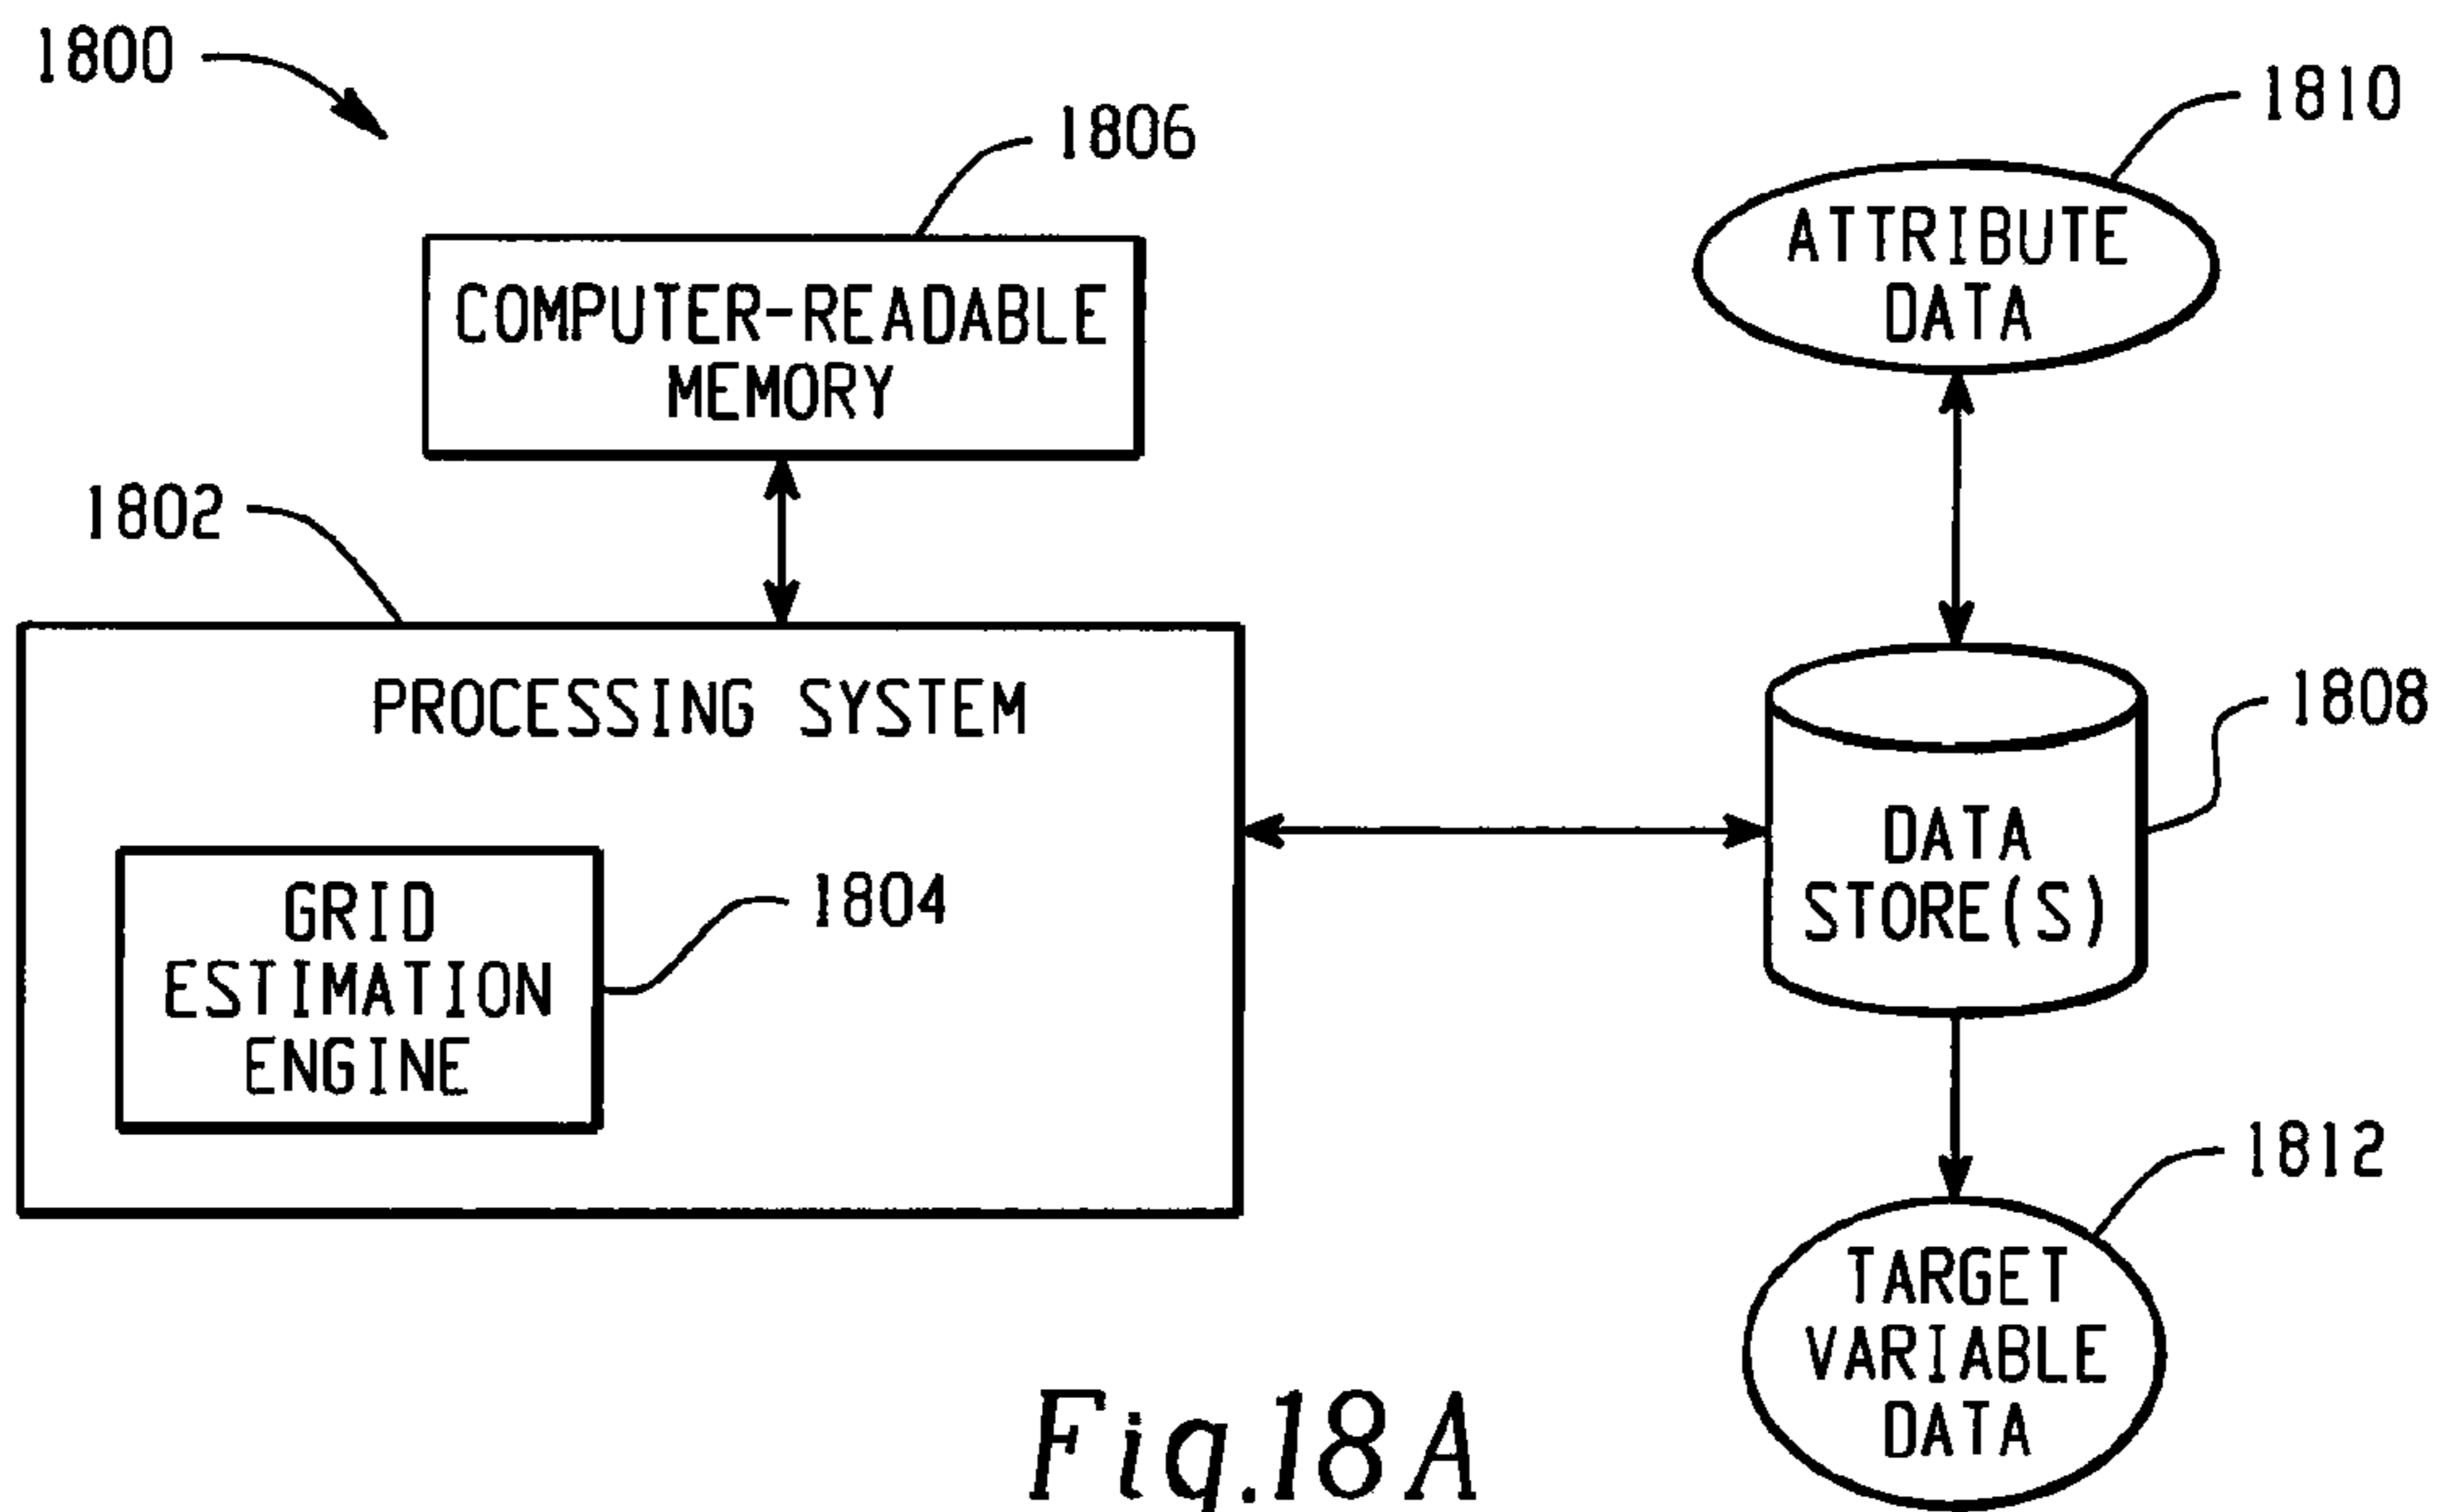 1800
1806
1810
COMPUTER-READABLE
MEMORY
ATTRIBUTE
DATA
1802
PROCESSING SYSTEM
1808
GRID
ESTIMATION
ENGINE
1804
DATA
STORE(S)
1812
TARGET
VARIABLE
DATA
Fig.18A